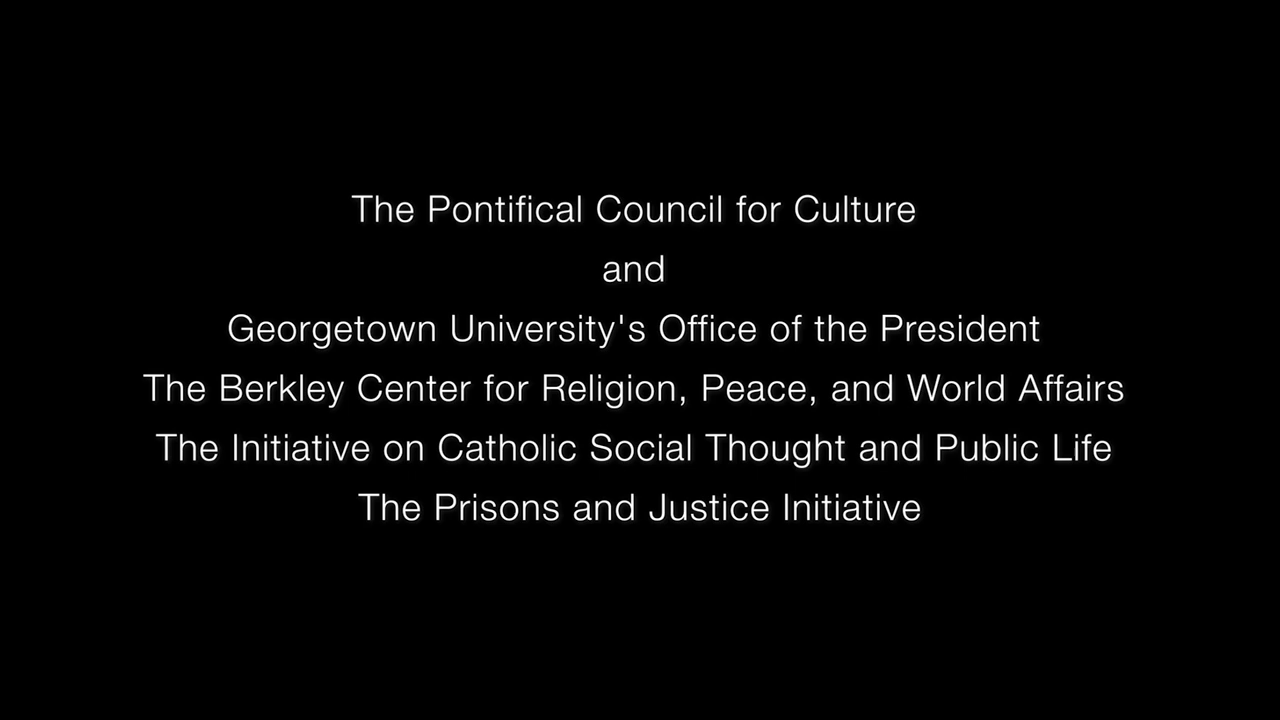 The Pontifical Council for Culture
and
Georgetown University's Office of the President
The Berkley Center for Religion, Peace, and World Affairs
The Initiative on Catholic Social Thought and Public Life
The Prisons and Justice Initiative